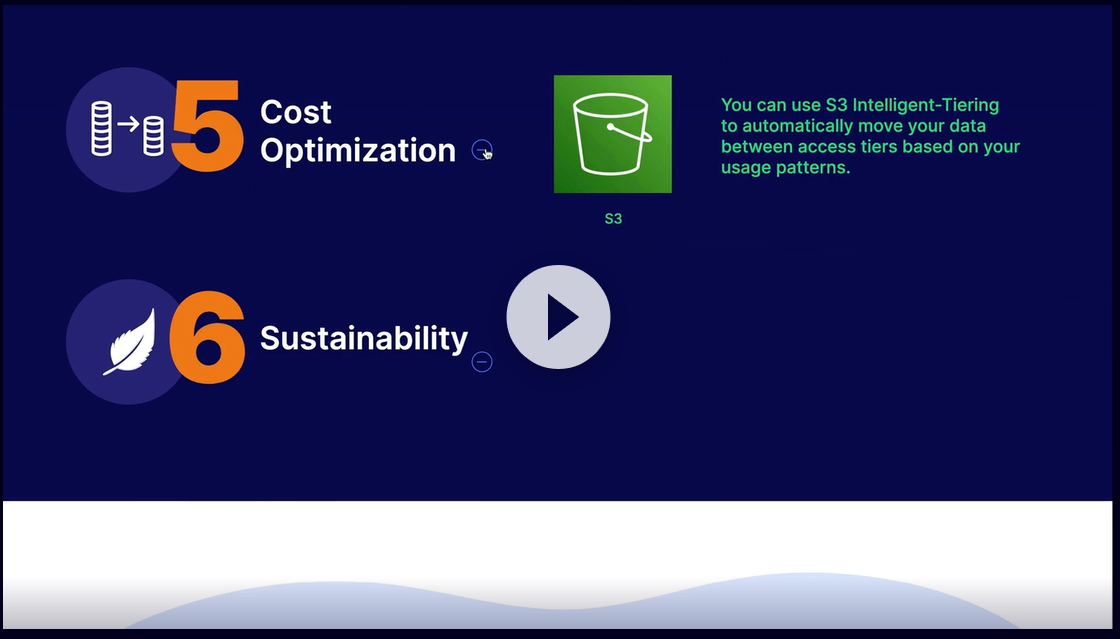 5
Cost
Optimization
You can use S3 Intelligent-Tiering
to automatically move your data
between access tiers based on your
usage patterns.
S3
6
Sustainability